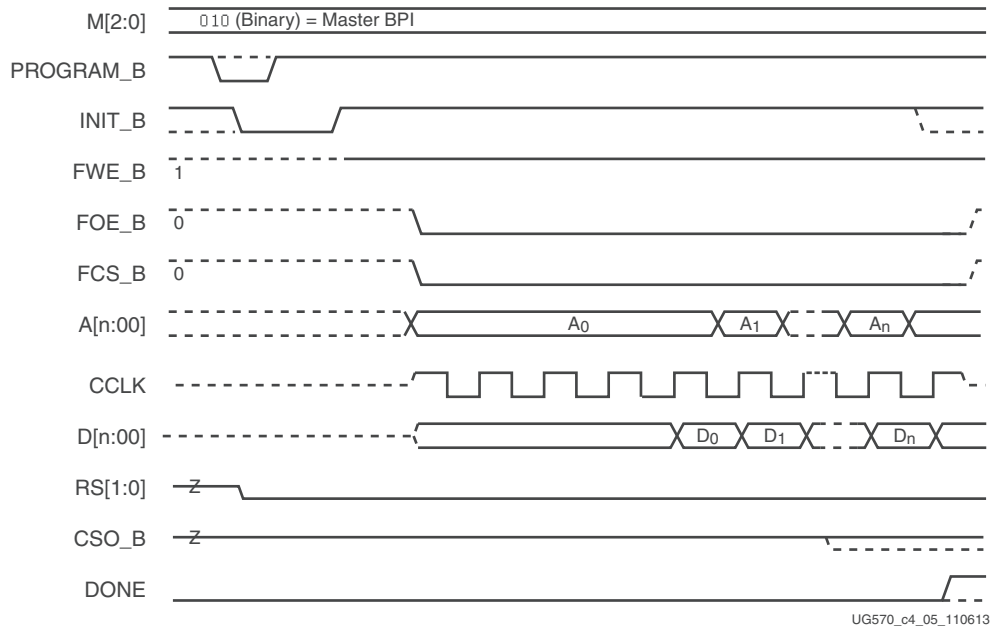 M[2:0] 010 (Binary) = Master BPI
PROGRAM_B
INIT_B
FWE_B 1
FOE_B 0
FCS_B 0
A[n:00] A0 A1 An
CCLK
D[n:00] D0 D1 Dn
RS[1:0] Z
CSO_B Z
DONE
UG570_c4_05_110613